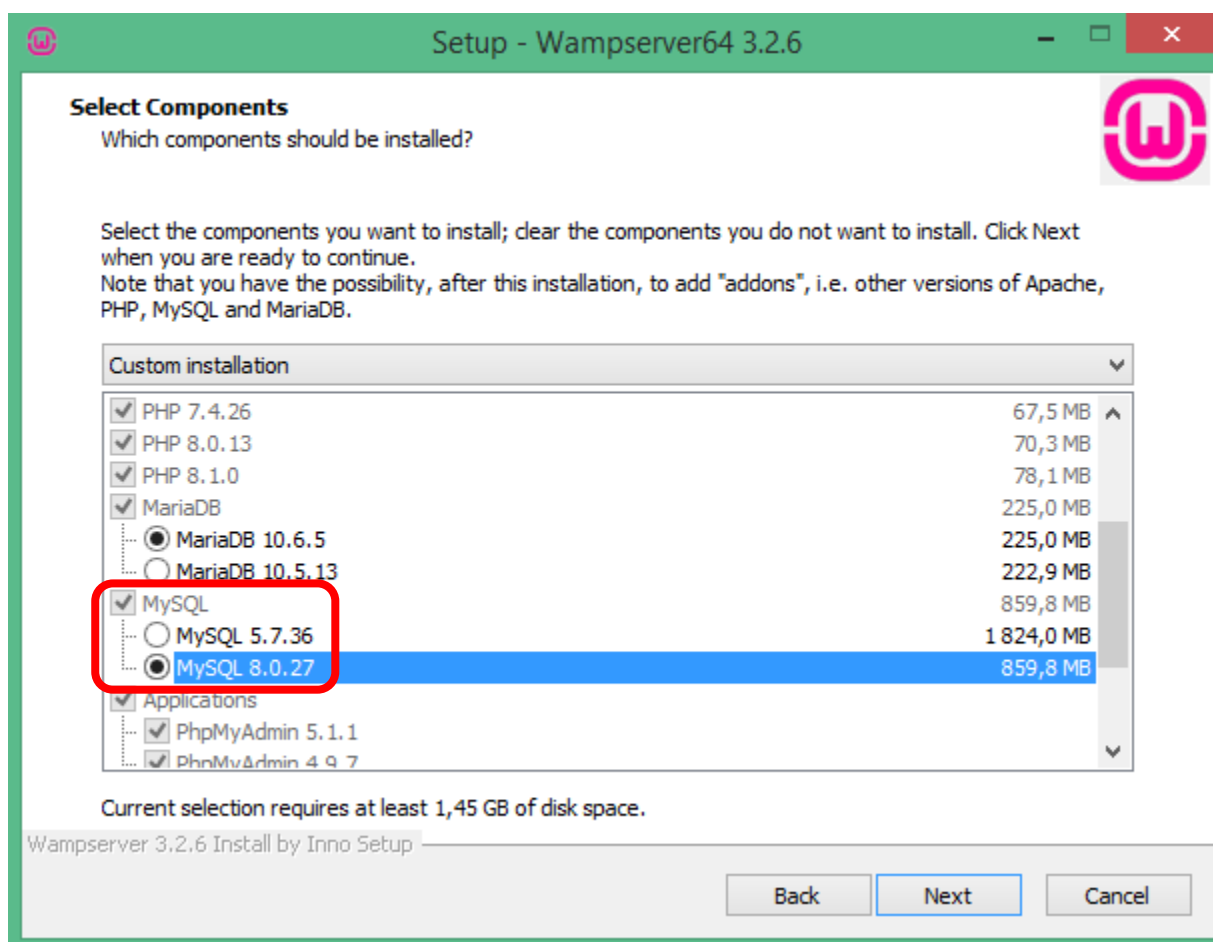 Setup - Wampserver64 3.2.6
Select Components
Which components should be installed?
Select the components you want to install; clear the components you do not want to install. Click Next
when you are ready to continue.
Note that you have the possibility, after this installation, to add "addons", i.e. other versions of Apache,
PHP, MySQL and MariaDB.
Custom installation
PHP 7.4.26 67,5 MB
PHP 8.0.13 70,3 MB
PHP 8.1.0 78,1 MB
MariaDB 225,0 MB
MariaDB 10.6.5 225,0 MB
MariaDB 10.5.13 222,9 MB
MySQL 859,8 MB
MySQL 5.7.36 1 824,0 MB
MySQL 8.0.27 859,8 MB
Applications
PhpMyAdmin 5.1.1
PhpMyAdmin 4.9.7
Current selection requires at least 1,45 GB of disk space.
Wampserver 3.2.6 Install by Inno Setup
Back Next Cancel